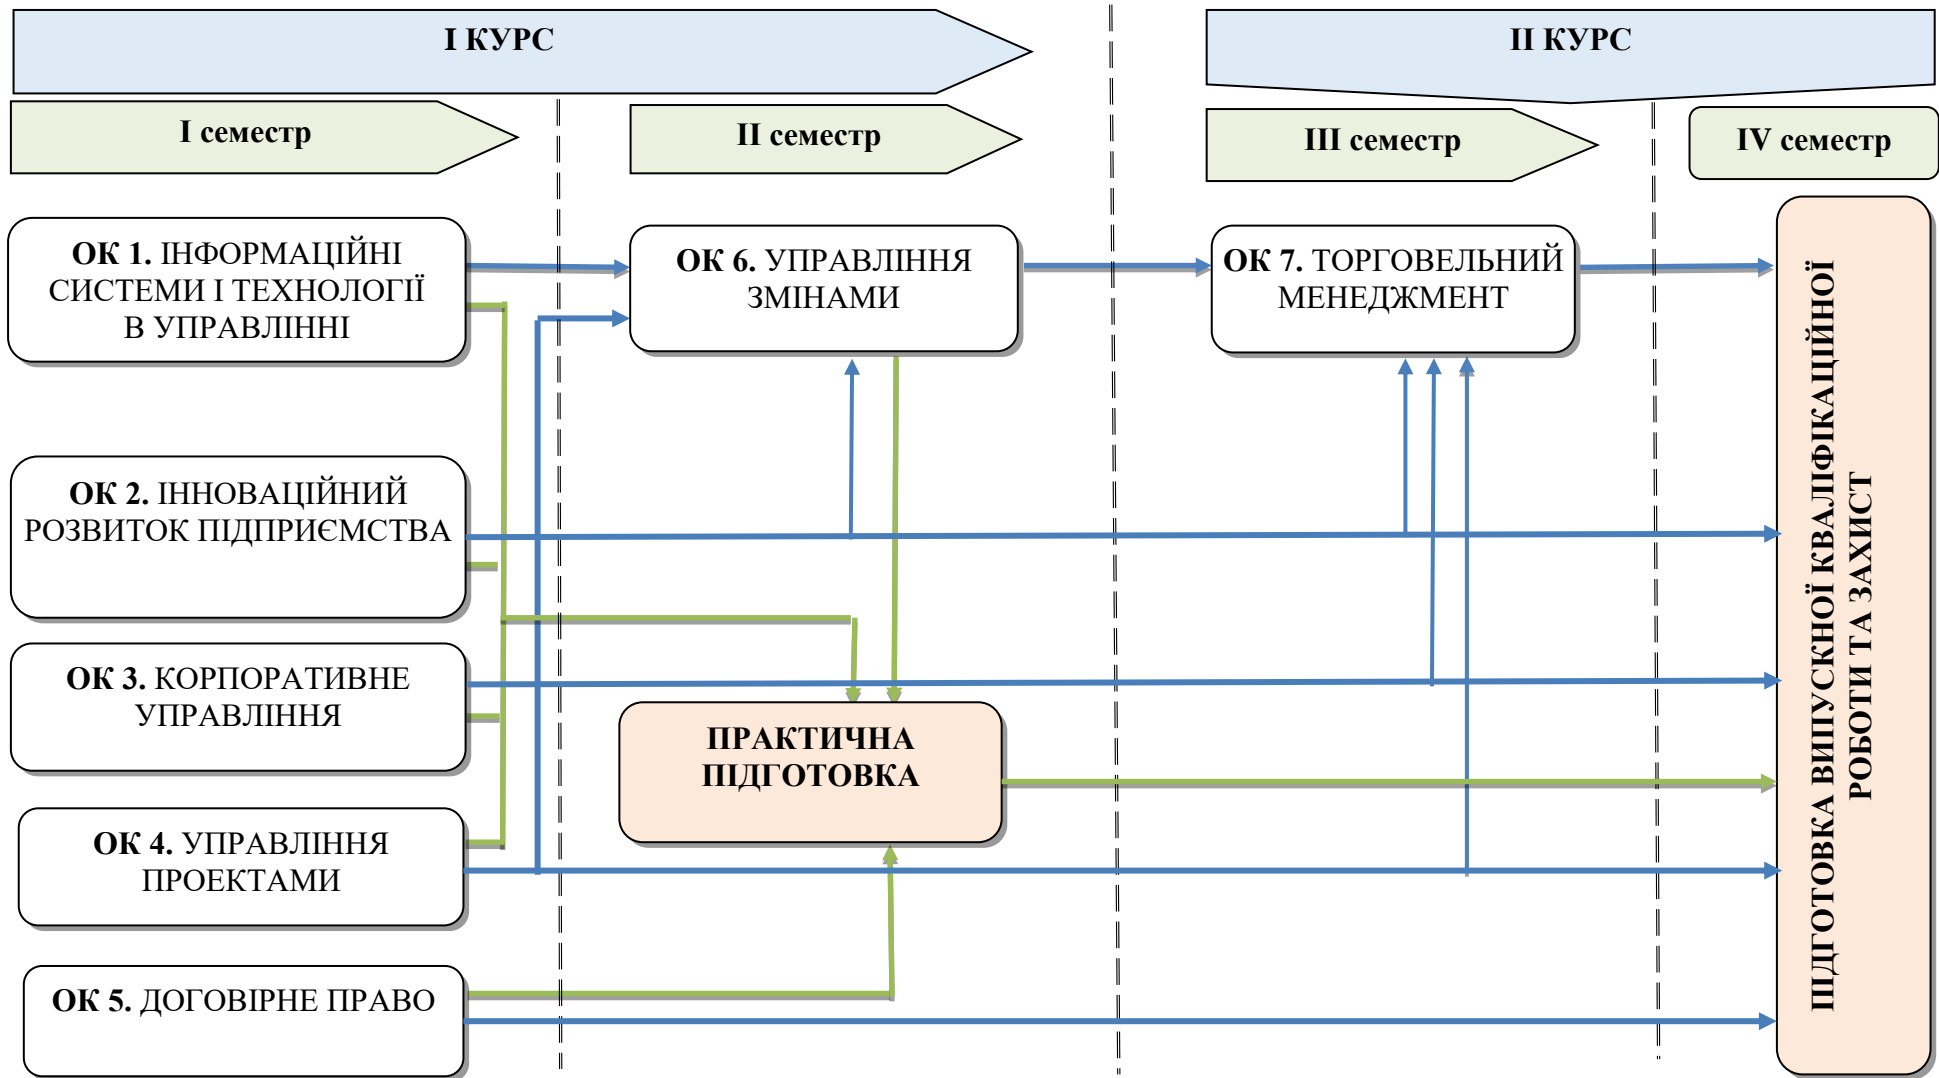 І КУРС
ІІ КУРС
І семестр
ІІ семестр
ІІІ семестр
ІV семестр
ОК 1. ІНФОРМАЦІЙНІ
СИСТЕМИ І ТЕХНОЛОГІЇ
В УПРАВЛІННІ
ОК 6. УПРАВЛІННЯ
ЗМІНАМИ
ОК 7. ТОРГОВЕЛЬНИЙ
МЕНЕДЖМЕНТ
ОК 2. ІННОВАЦІЙНИЙ
РОЗВИТОК ПІДПРИЄМСТВА
ОК 3. КОРПОРАТИВНЕ
УПРАВЛІННЯ
ПРАКТИЧНА
ПІДГОТОВКА
ОК 4. УПРАВЛІННЯ
ПРОЕКТАМИ
ОК 5. ДОГОВІРНЕ ПРАВО
ПІДГОТОВКА ВИПУСКНОЇ КВАЛІФІКАЦІЙНОЇ
РОБОТИ ТА ЗАХИСТ